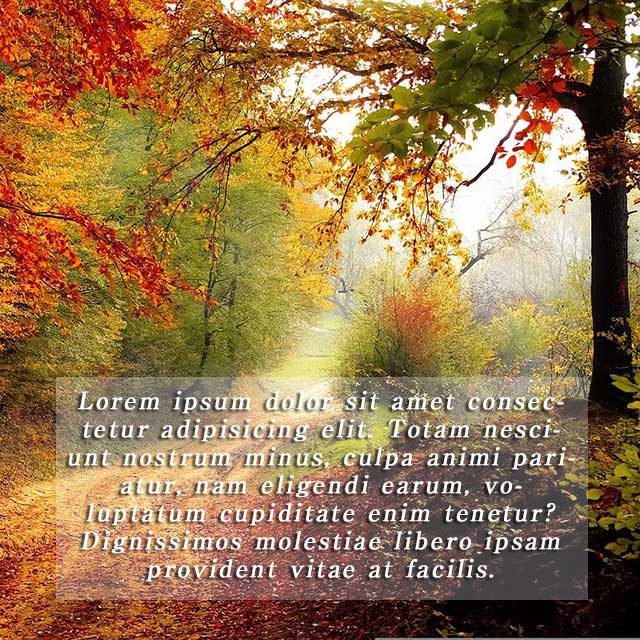 Lorem ipsum dolor sit amet consec-
tetur adipisicing elit. Totam nesci-
unt nostrum minus, culpa animi pari-
atur, nam eligendi earum, vo-
luptatum cupiditate enim tenetur?
Dignissimos molestiae libero ipsam
provident vitae at facilis.